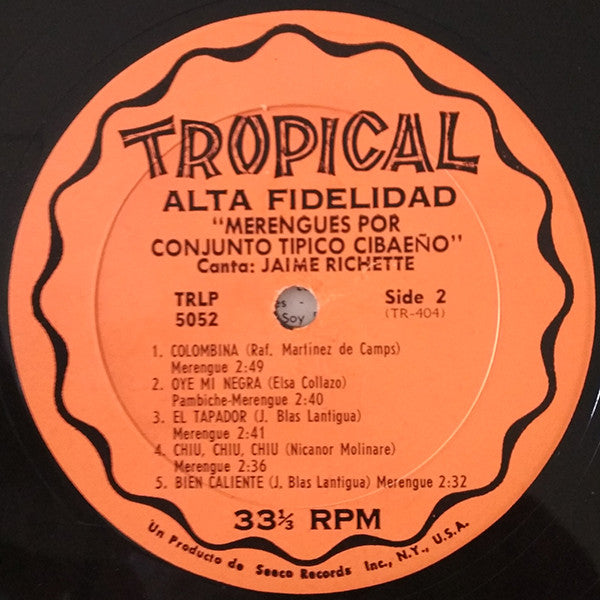 TROPICAL
ALTA FIDELIDAD
"MERENGUES POR
CONJUNTO TIPICO CIBAEÑO"
Canta: JAIME RICHETTE
TRLP
5052
Side 2
(TR-404)
Soy
1. COLOMBINA (Raf. Martinez de Camps)
Merengue 2:49
2. OYE MI NEGRA (Elsa Collazo)
Pambiche-Merengue 2:40
3. EL TAPADOR (J. Blas Lantigua)
Merengue 2:41
4. CHIU, CHIU, CHIU (Nicanor Molinare)
Merengue 2:36
5. BIEN CALIENTE (J. Blas Lantigua) Merengue 2:32
33⅓ RPM
Un Producto de Seeco Records Inc., N.Y., U.S.A.